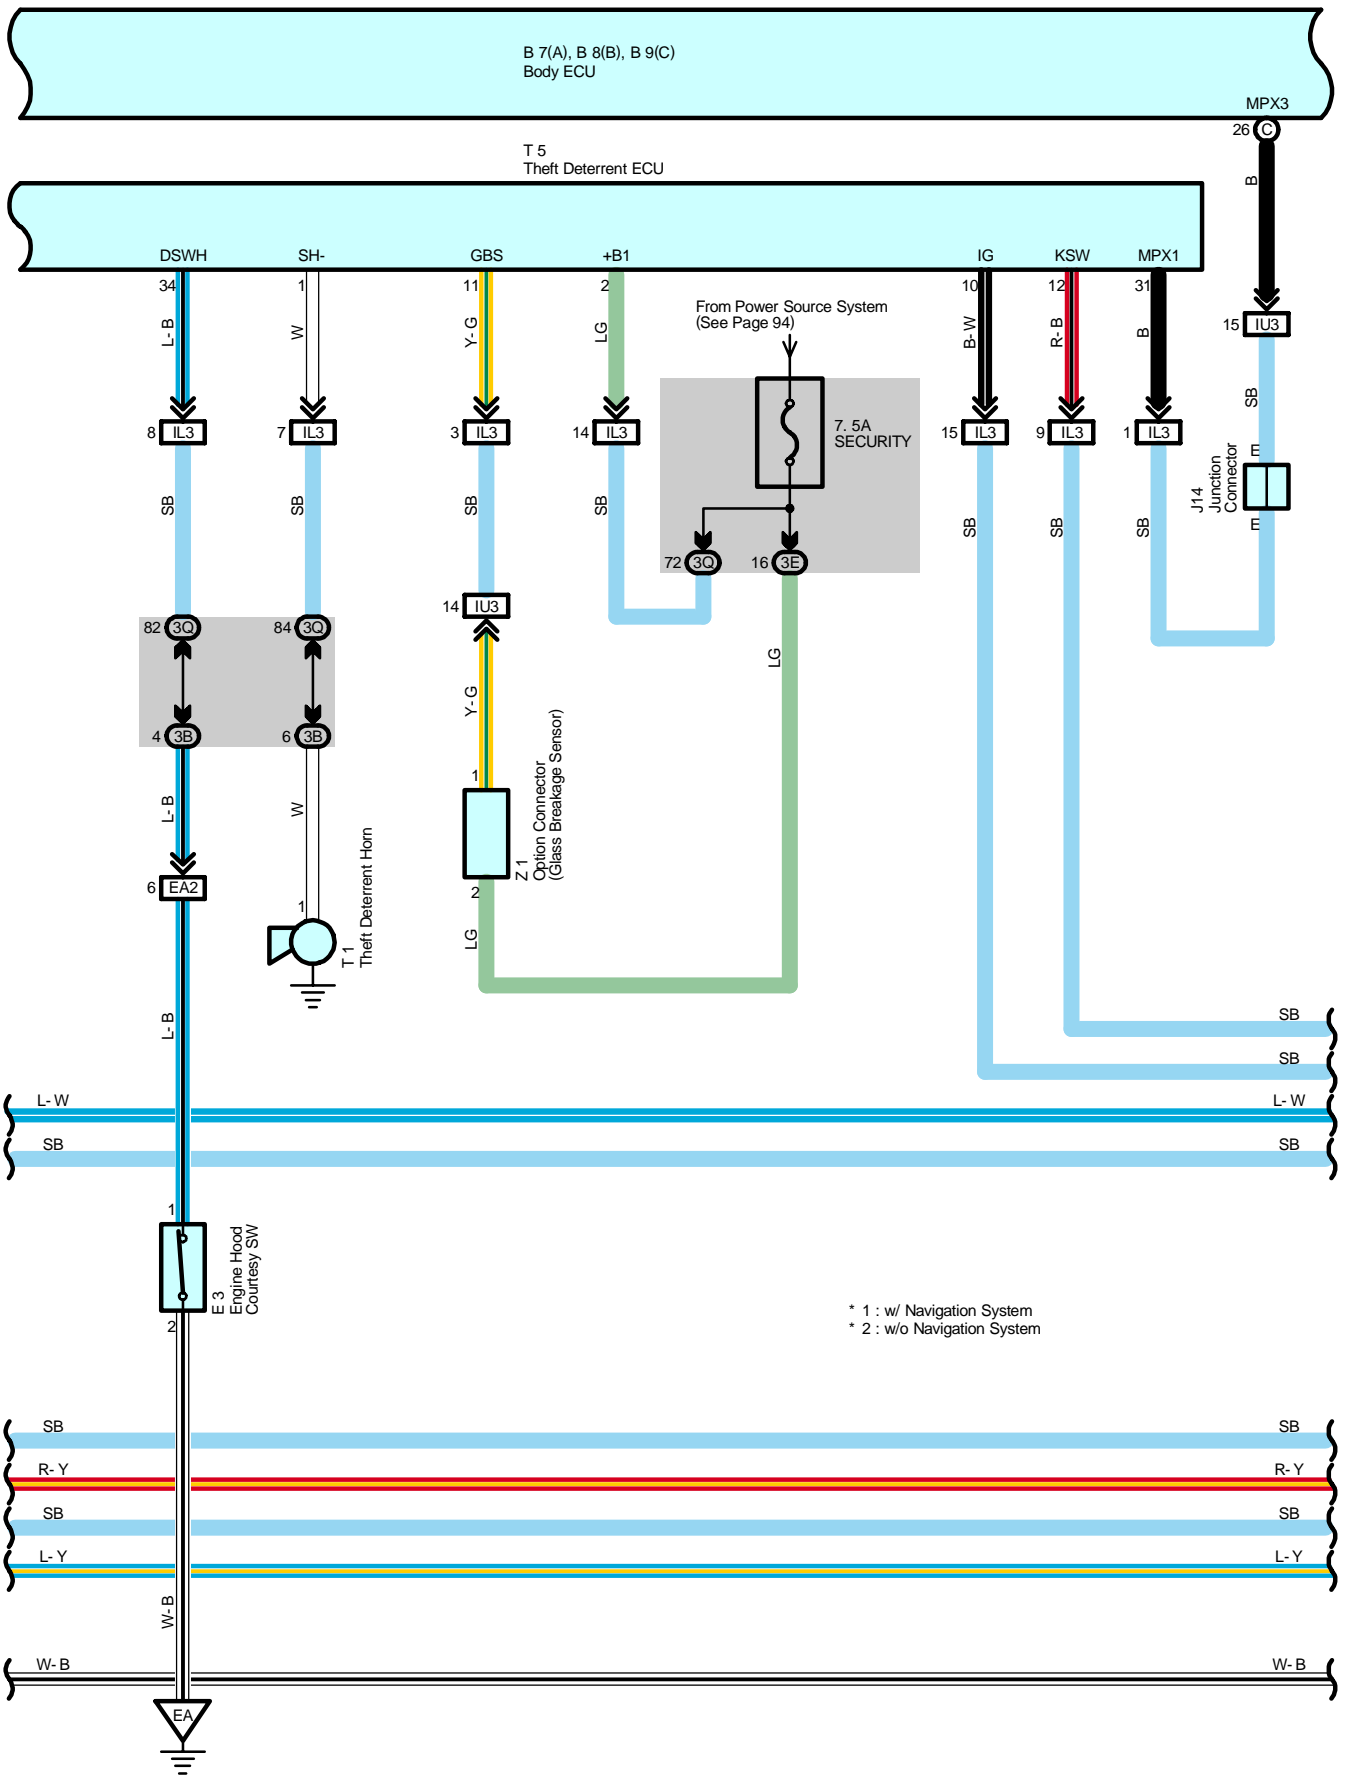 B 7(A), B 8(B), B 9(C)
Body ECU
MPX3
26 C
T 5
Theft Deterrent ECU
B
DSWH SH- GBS +B1 IG KSW MPX1
34 1 11 2 10 12 31
From Power Source System
(See Page 94)
L- B W Y- G LG B- W R- B B
15 IU3
SB
8 IL3 7 IL3 3 IL3 14 IL3 15 IL3 9 IL3 1 IL3
7. 5A
SECURITY
E
J14
Junction
Connector
E
SB SB SB SB SB SB SB
72 3Q 16 3E
14 IU3
82 3Q 84 3Q
LG
Y- G
4 3B 6 3B
1
Z 1
Option Connector
(Glass Breakage Sensor)
2
L- B W
6 EA2
1
T 1
Theft Deterrent Horn
LG
L- B
SB
SB
L- W L- W
SB SB
1
E 3
Engine Hood
Courtesy SW
2
* 1 : w/ Navigation System
* 2 : w/o Navigation System
SB SB
R- Y R- Y
SB SB
L- Y L- Y
W- B
W- B W- B
EA